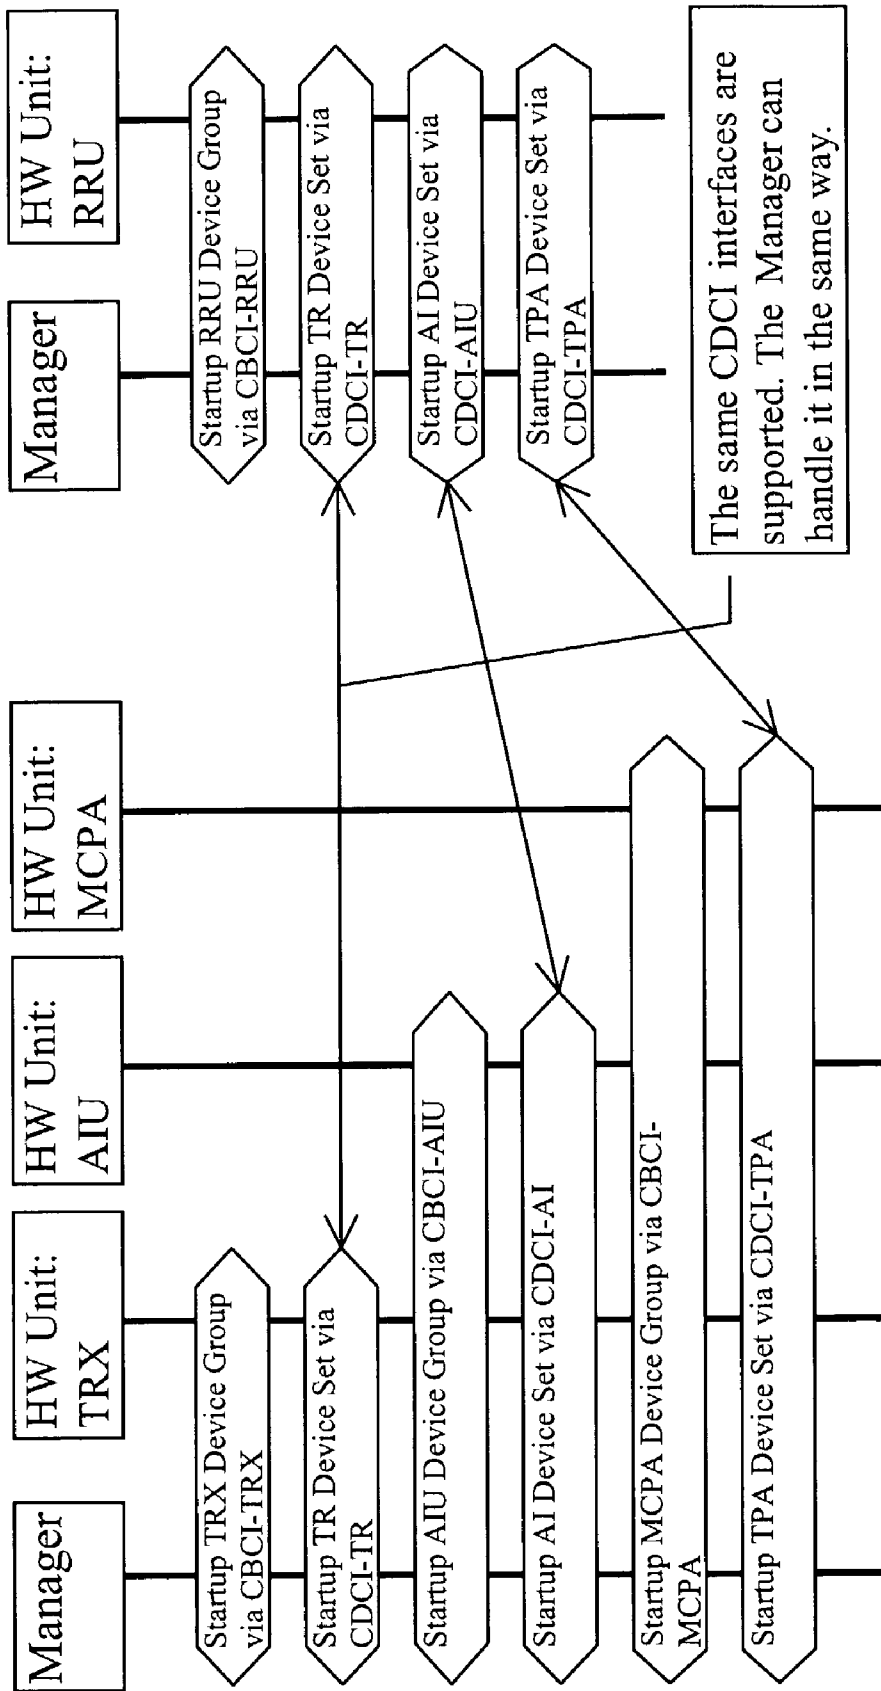 Manager
HW Unit:
TRX
HW Unit:
AIU
HW Unit:
MCPA
Manager
HW Unit:
RRU
Startup TRX Device Group
via CBCI-TRX
Startup TR Device Set via
CDCI-TR
Startup AIU Device Group via CBCI-AIU
Startup AI Device Set via CDCI-AI
Startup MCPA Device Group via CBCI-
MCPA
Startup TPA Device Set via CDCI-TPA
Startup RRU Device Group
via CBCI-RRU
Startup TR Device Set via
CDCI-TR
Startup AI Device Set via
CDCI-AIU
Startup TPA Device Set via
CDCI-TPA
The same CDCI interfaces are
supported. The Manager can
handle it in the same way.